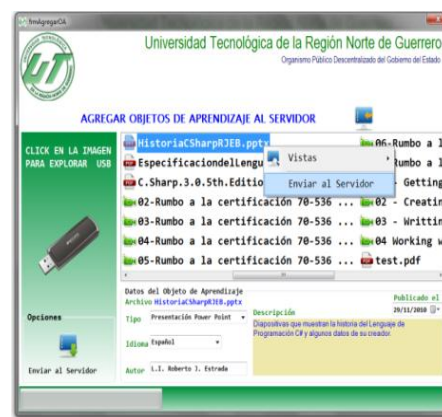 frmAgregarOA
Universidad Tecnológica de la Región Norte de Guerrero
Organismo Público Descentralizado del Gobierno del Estado
AGREGAR OBJETOS DE APRENDIZAJE AL SERVIDOR
CLICK EN LA IMAGEN
PARA EXPLORAR USB
HistoriaCSharpRJEB.pptx
06-Rumbo a l
EspecificaciondelLengu
Rumbo a l
Vistas
C.Sharp.3.0.5th.Editio
- Getting
Enviar al Servidor
02-Rumbo a la certificación 70-536 ...
02 - Creatin
03-Rumbo a la certificación 70-536 ...
03 - Writtin
04-Rumbo a la certificación 70-536 ...
04 Working w
05-Rumbo a la certificación 70-536 ...
test.pdf
Datos del Objeto de Aprendizaje
Archivo HistoriaCSharpRJEB.pptx
Publicado el
Opciones
Tipo Presentación Power Point
Descripción
29/11/2010
Diapositivas que muestran la historia del Lenguaje de
Programación C# y algunos datos de su creador.
Idioma Español
Enviar al Servidor
Autor L.I. Roberto J. Estrada